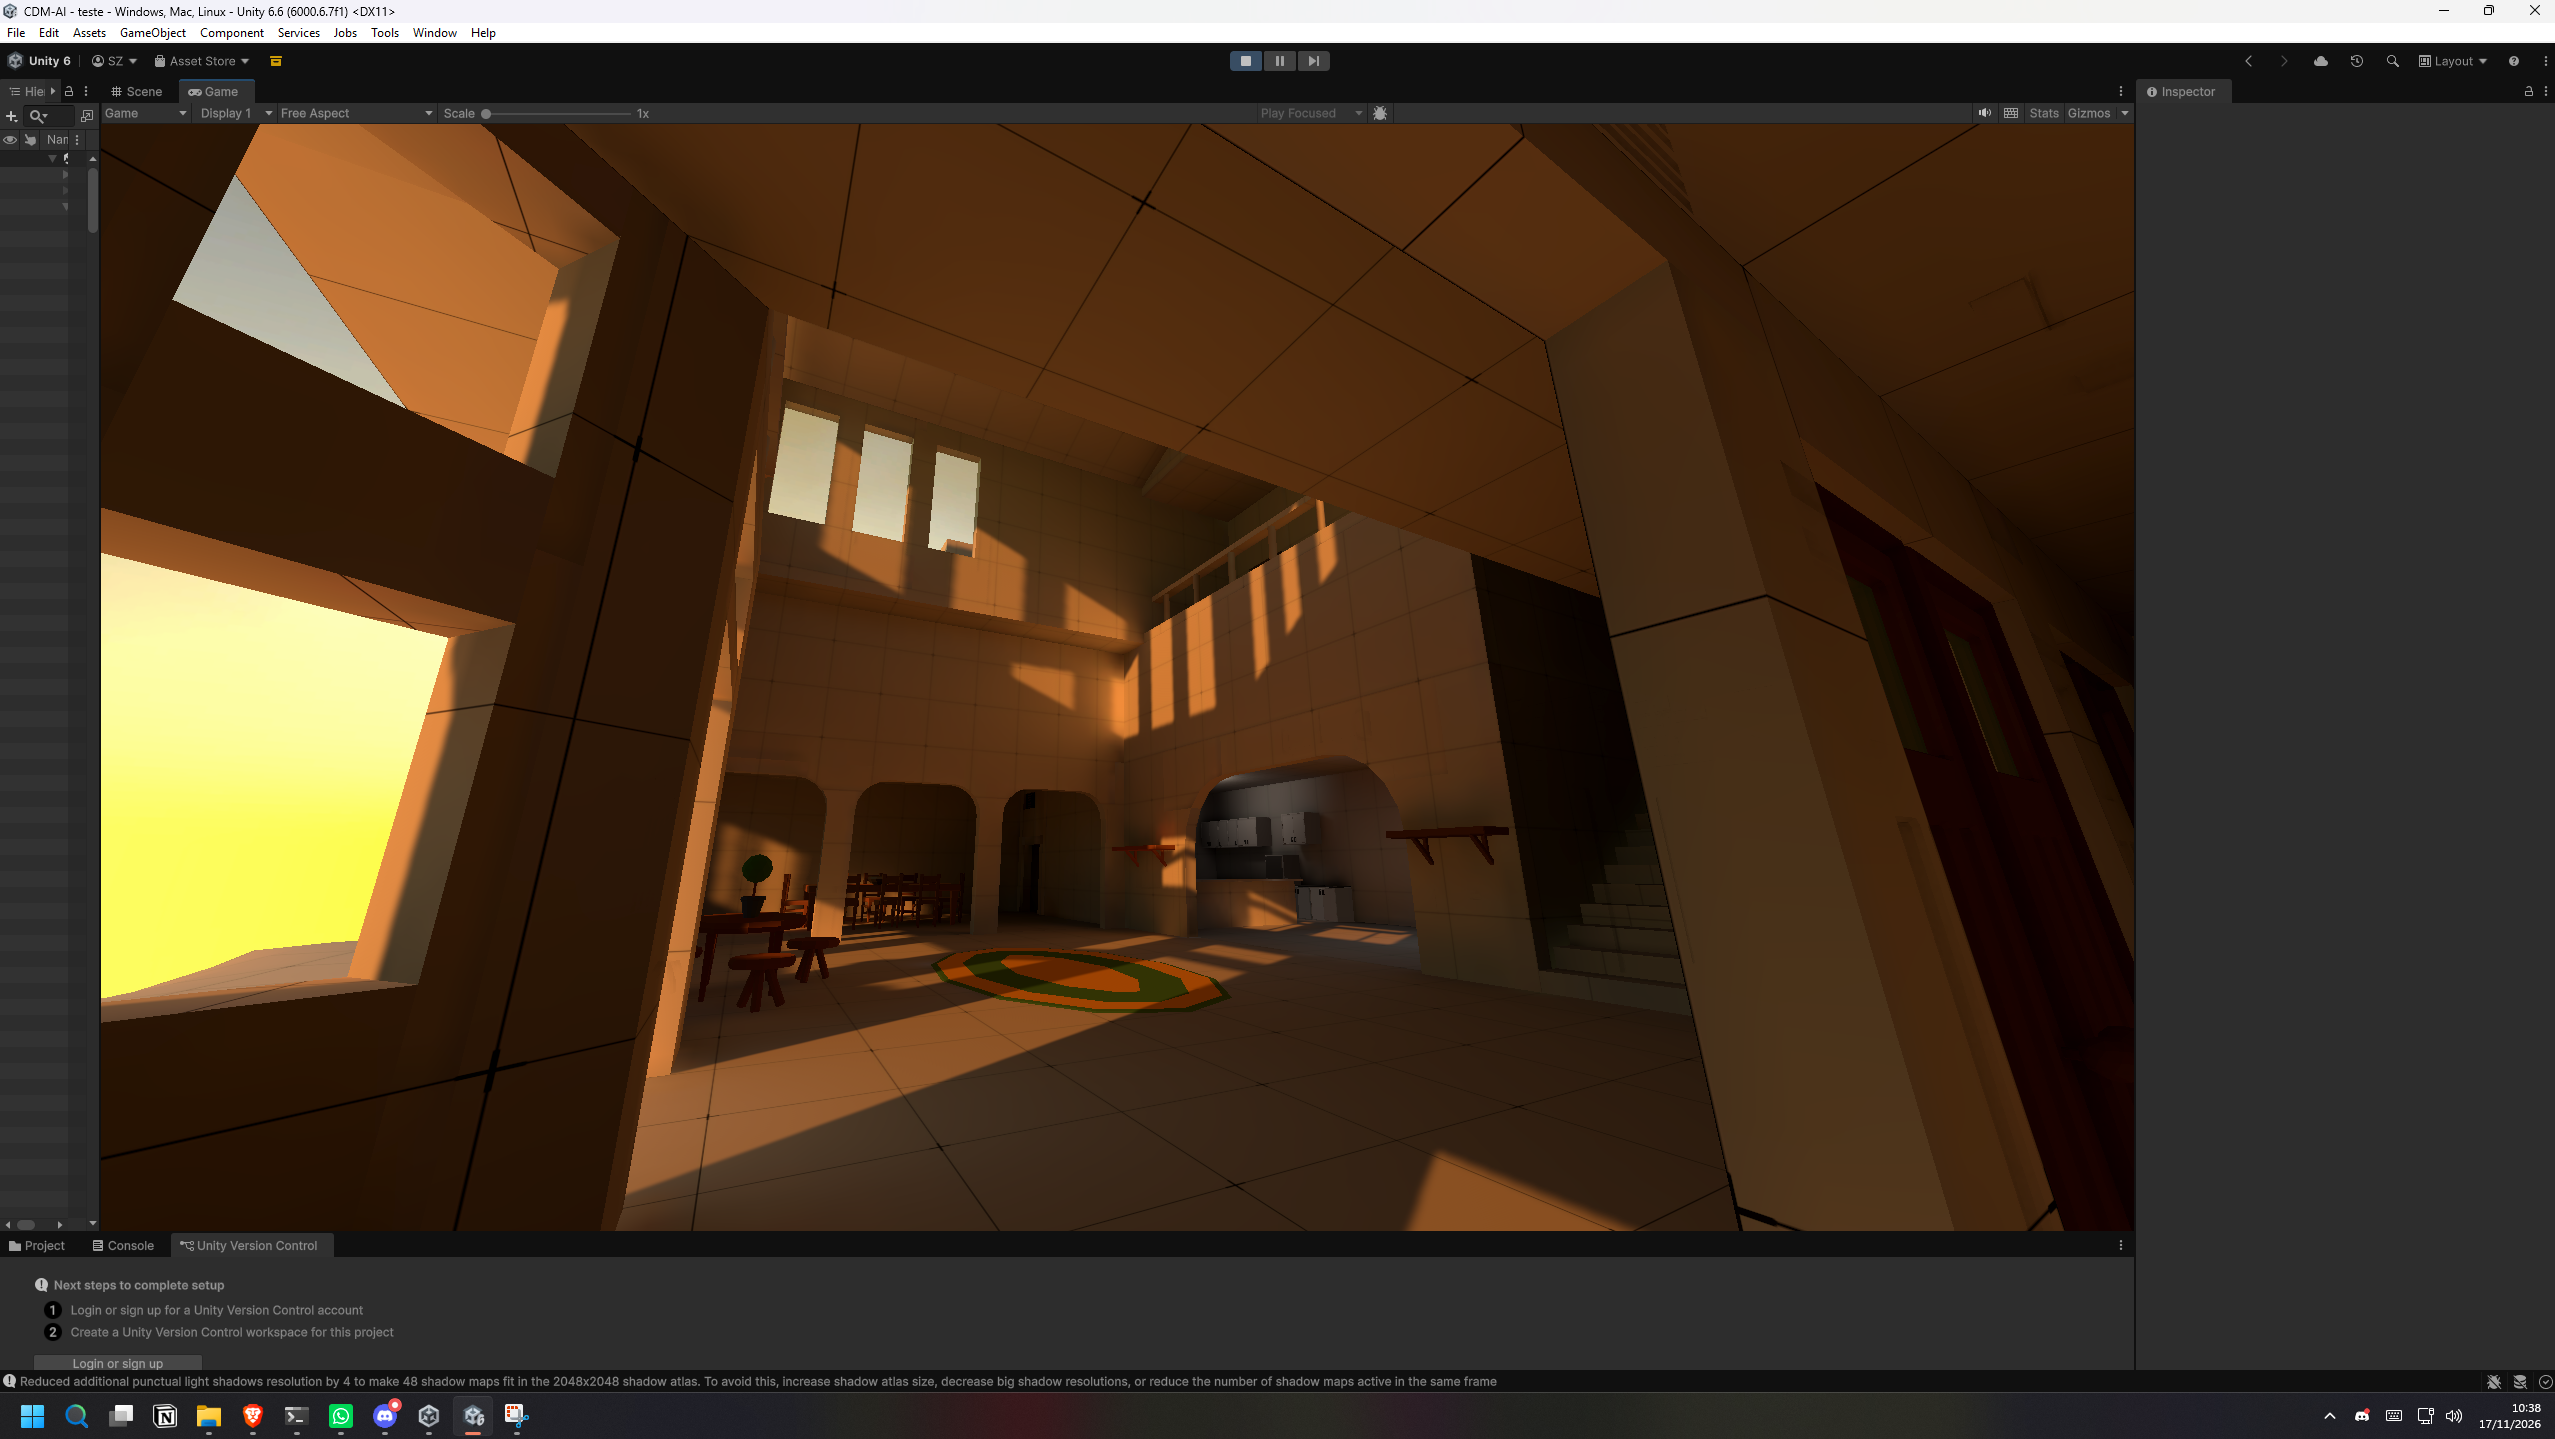 CDM-AI - teste - Windows, Mac, Linux - Unity 6.6 (6000.6.7f1) <DX11>
File Edit Assets GameObject Component Services Jobs Tools Window Help
Unity 6 SZ Asset Store Layout
Hie Scene Game Inspector
Game Display 1 Free Aspect Scale 1x Play Focused Stats Gizmos
Nan
Project Console Unity Version Control
Next steps to complete setup
1 Login or sign up for a Unity Version Control account
2 Create a Unity Version Control workspace for this project
Login or sign up
Reduced additional punctual light shadows resolution by 4 to make 48 shadow maps fit in the 2048x2048 shadow atlas. To avoid this, increase shadow atlas size, decrease big shadow resolutions, or reduce the number of shadow maps active in the same frame
10:38
17/11/2026